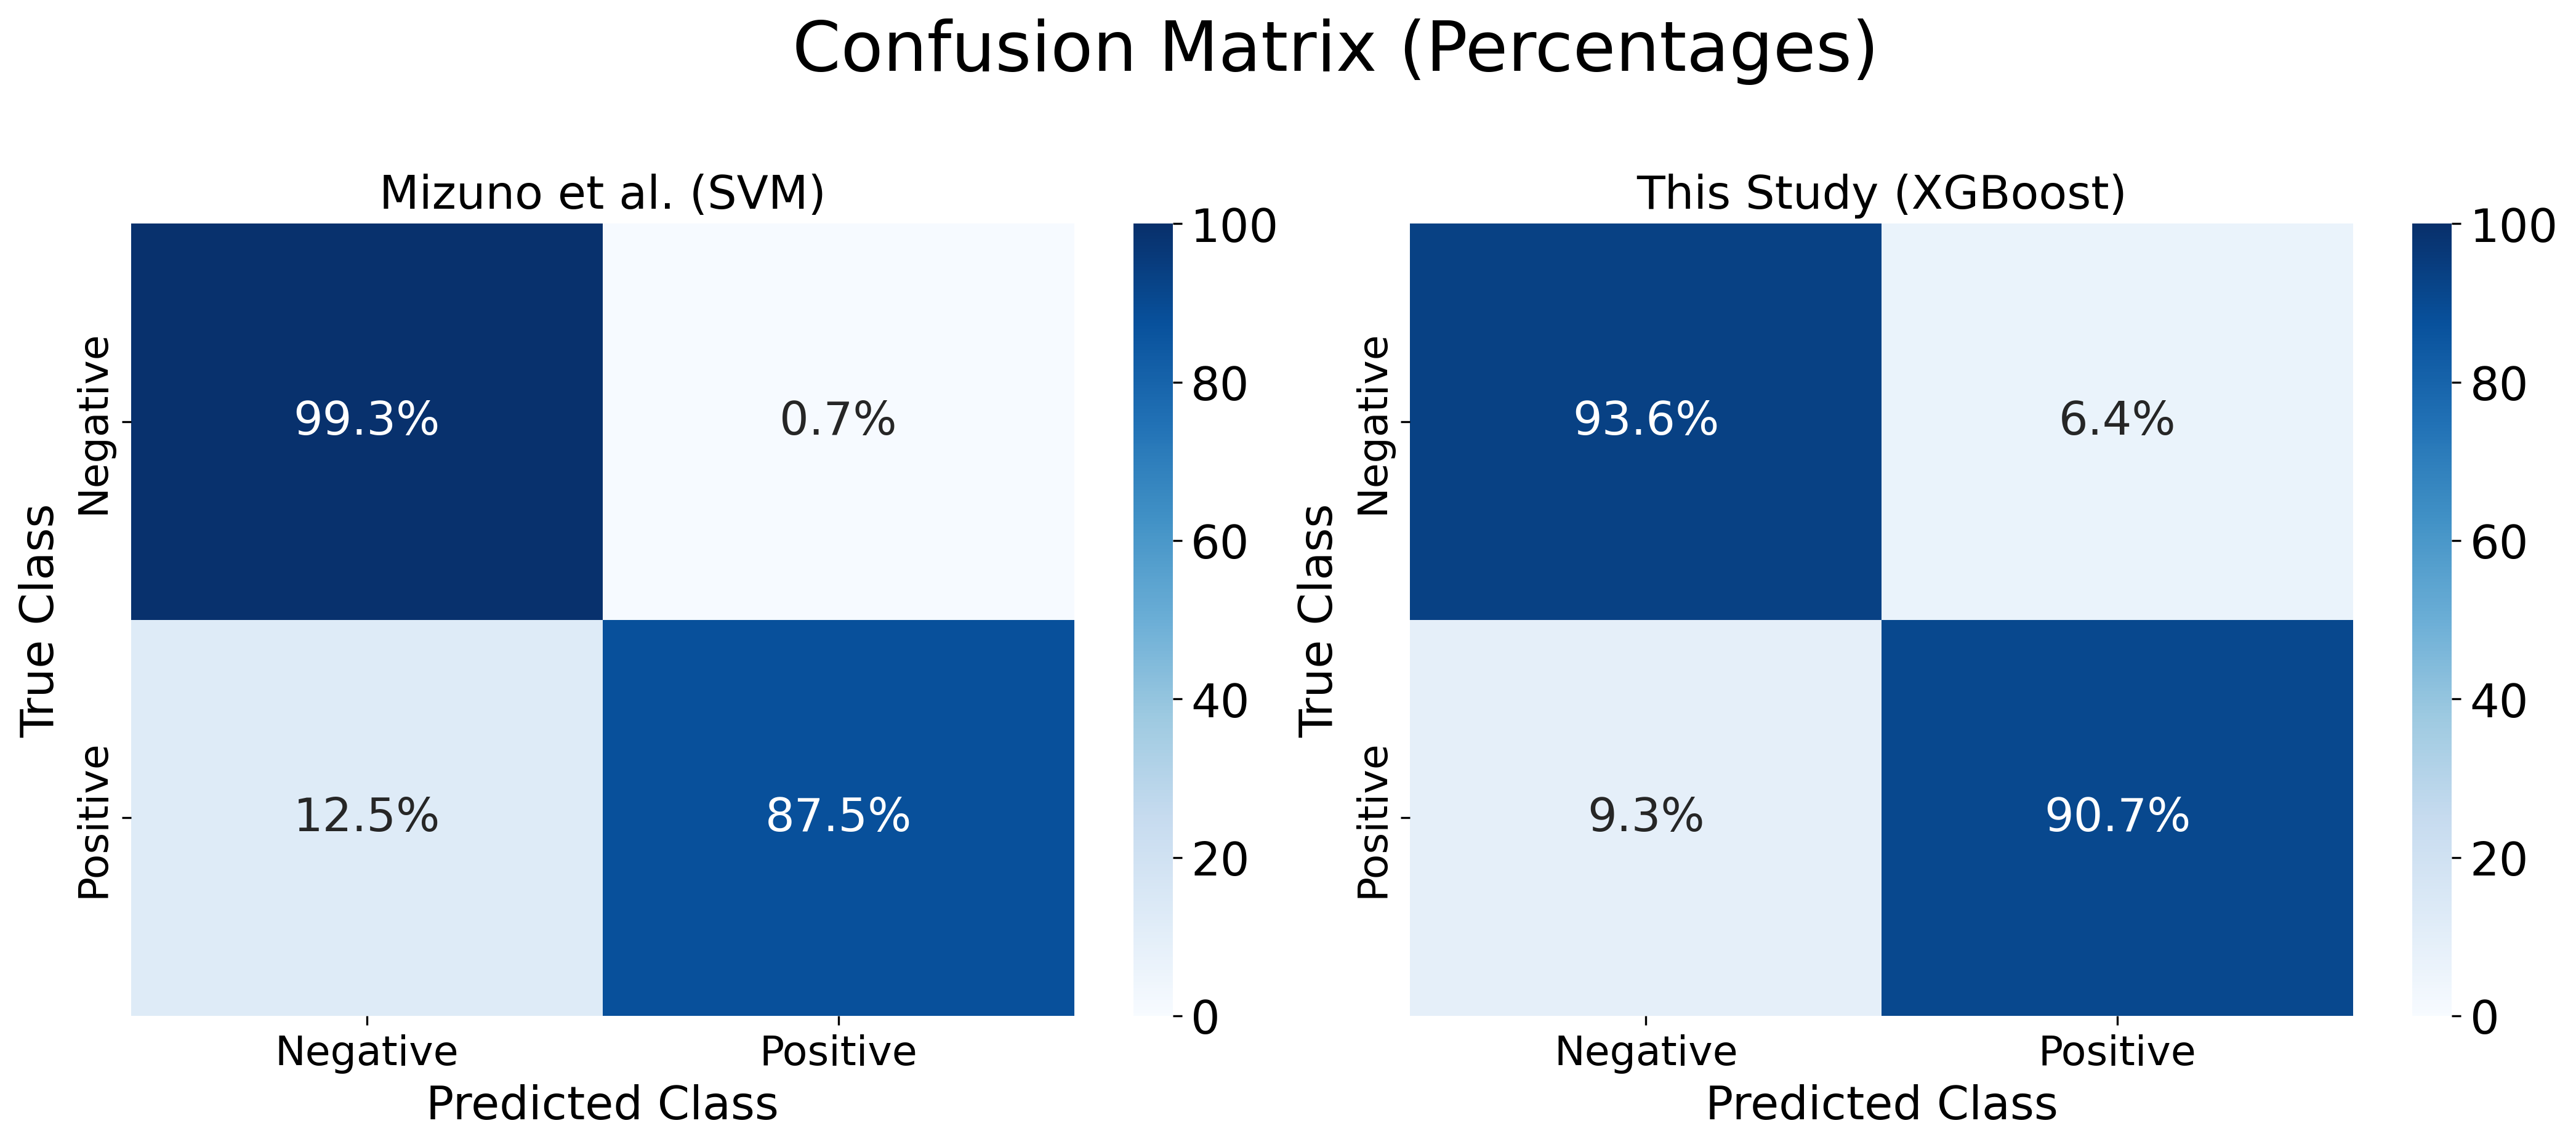 Confusion Matrix (Percentages)
Mizuno et al. (SVM)
True Class
Negative
Positive
99.3%
0.7%
12.5%
87.5%
Negative
Positive
Predicted Class
100
80
60
40
20
0
This Study (XGBoost)
True Class
Negative
Positive
93.6%
6.4%
9.3%
90.7%
Negative
Positive
Predicted Class
100
80
60
40
20
0